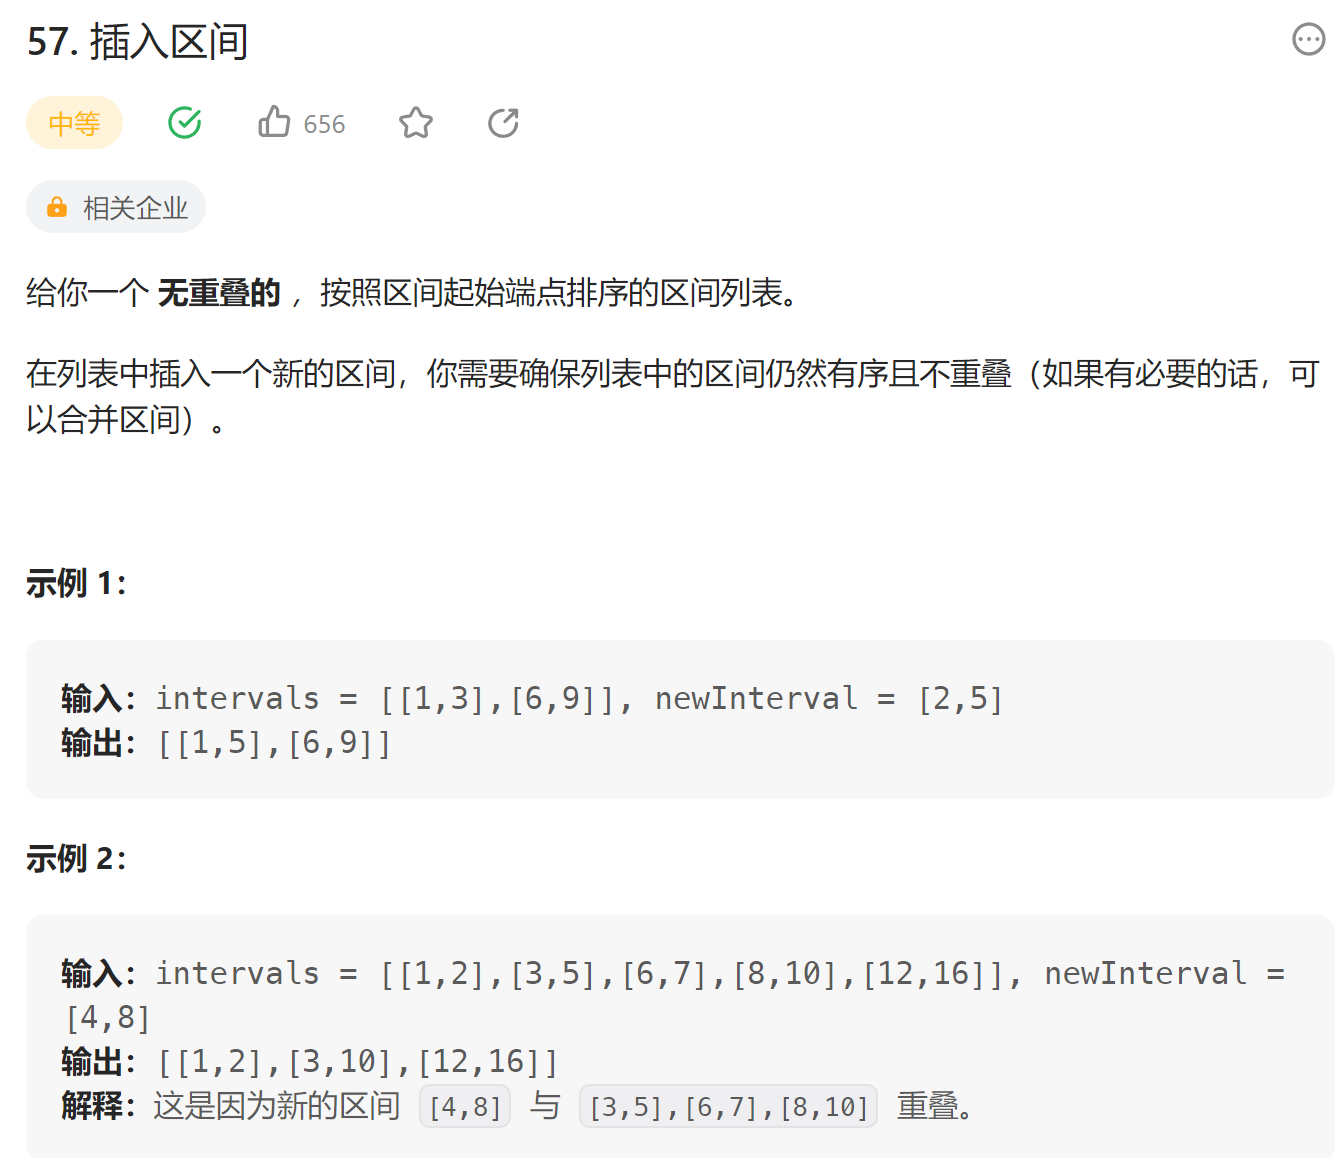 57. 插入区间
中等
656
相关企业
给你一个 无重叠的 ，按照区间起始端点排序的区间列表。
在列表中插入一个新的区间，你需要确保列表中的区间仍然有序且不重叠（如果有必要的话，可
以合并区间）。
示例 1：
输入：intervals = [[1,3],[6,9]], newInterval = [2,5]
输出：[[1,5],[6,9]]
示例 2：
输入：intervals = [[1,2],[3,5],[6,7],[8,10],[12,16]], newInterval =
[4,8]
输出：[[1,2],[3,10],[12,16]]
解释：这是因为新的区间 [4,8] 与 [3,5],[6,7],[8,10] 重叠。